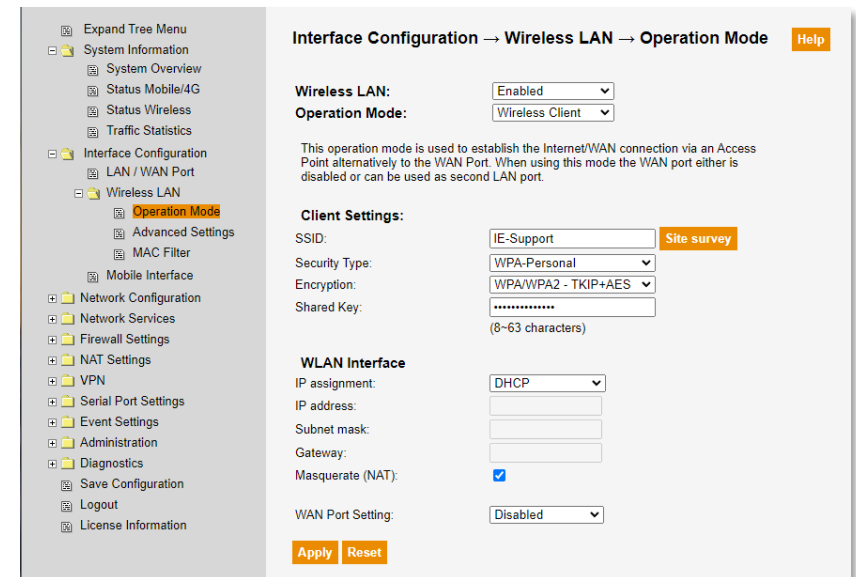 Expand Tree Menu
System Information
System Overview
Status Mobile/4G
Status Wireless
Traffic Statistics
Interface Configuration
LAN / WAN Port
Wireless LAN
Operation Mode
Advanced Settings
MAC Filter
Mobile Interface
Network Configuration
Network Services
Firewall Settings
NAT Settings
VPN
Serial Port Settings
Event Settings
Administration
Diagnostics
Save Configuration
Logout
License Information
Interface Configuration → Wireless LAN → Operation Mode Help
Wireless LAN: Enabled
Operation Mode: Wireless Client
This operation mode is used to establish the Internet/WAN connection via an Access
Point alternatively to the WAN Port. When using this mode the WAN port either is
disabled or can be used as second LAN port.
Client Settings:
SSID: IE-Support Site survey
Security Type: WPA-Personal
Encryption: WPA/WPA2 - TKIP+AES
Shared Key: ••••••••••••••
(8~63 characters)
WLAN Interface
IP assignment: DHCP
IP address:
Subnet mask:
Gateway:
Masquerate (NAT):
WAN Port Setting: Disabled
Apply Reset